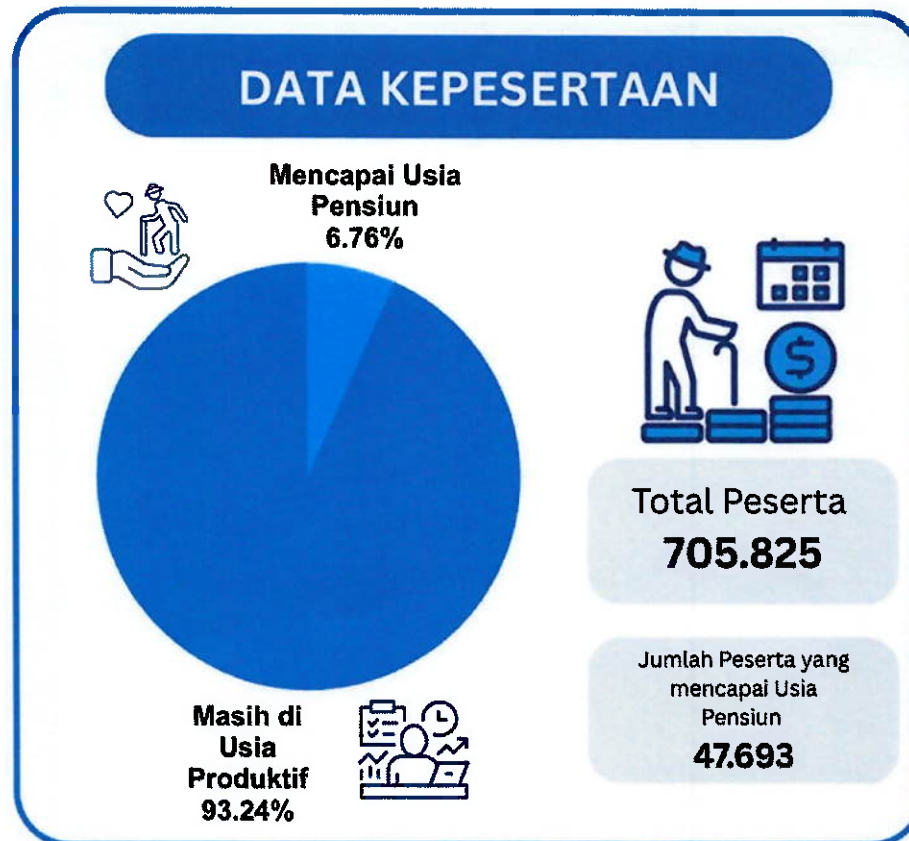 DATA KEPESERTAAN
Mencapai Usia
Pensiun
6.76%
Masih di
Usia
Produktif
93.24%
$
Total Peserta
705.825
Jumlah Peserta yang
mencapai Usia
Pensiun
47.693